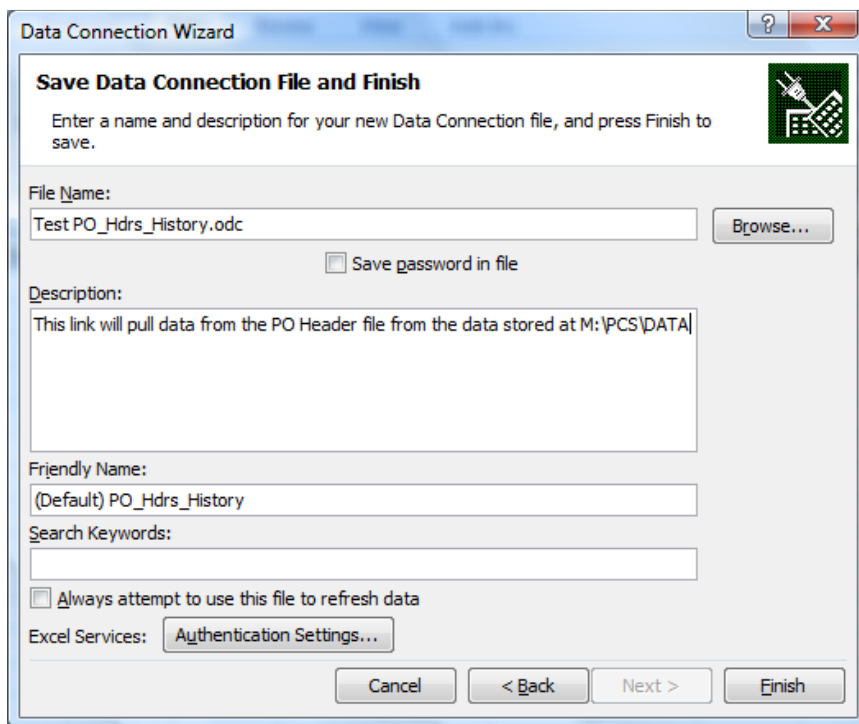 Data Connection Wizard
Save Data Connection File and Finish
Enter a name and description for your new Data Connection file, and press Finish to
save.
File Name:
Test PO_Hdrs_History.odc
Browse...
Save password in file
Description:
This link will pull data from the PO Header file from the data stored at M:\PCS\DATA
Friendly Name:
(Default) PO_Hdrs_History
Search Keywords:
Always attempt to use this file to refresh data
Excel Services: Authentication Settings...
Cancel < Back Next > Finish